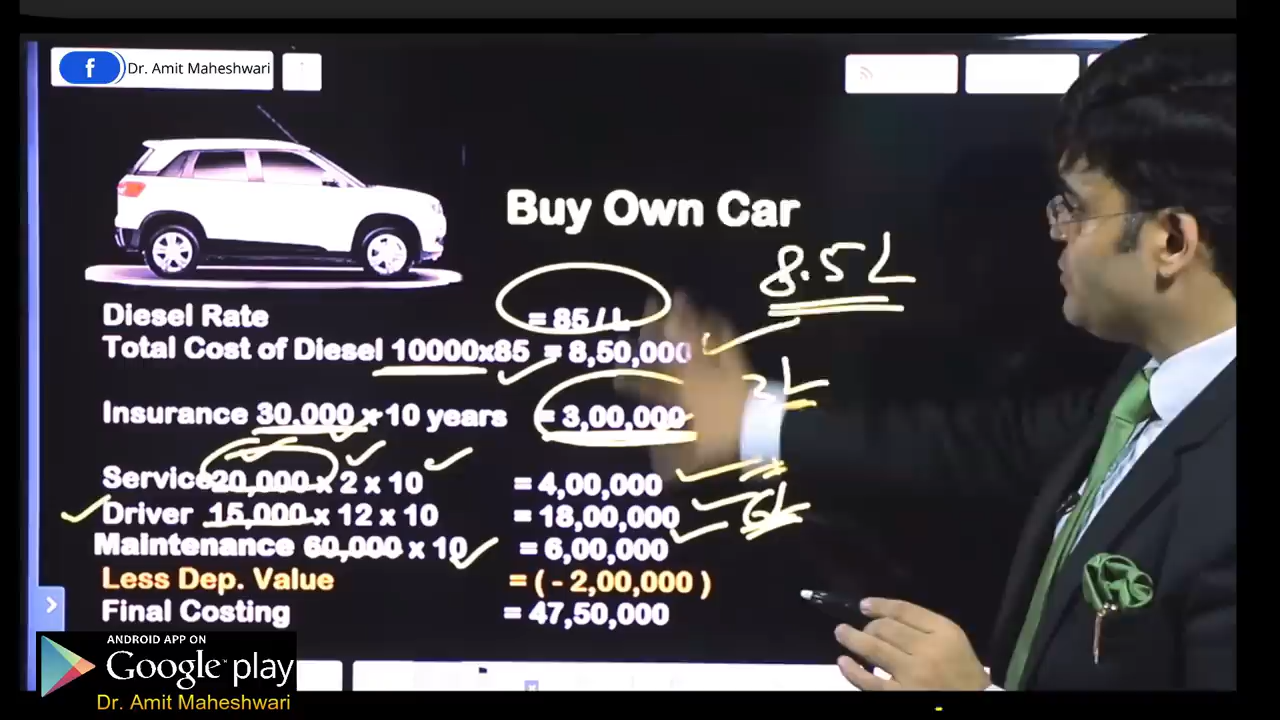 f Dr. Amit Maheshwari
Buy Own Car
8.5 L
Diesel Rate = 85 / L
Total Cost of Diesel 10000x85 = 8,50,000
Insurance 30,000 x 10 years = 3,00,000
Service 20,000 x 2 x 10 = 4,00,000
Driver 15,000 x 12 x 10 = 18,00,000
6L
Maintenance 60,000 x 10 = 6,00,000
Less Dep. Value = ( - 2,00,000 )
Final Costing = 47,50,000
ANDROID APP ON
Google play
Dr. Amit Maheshwari